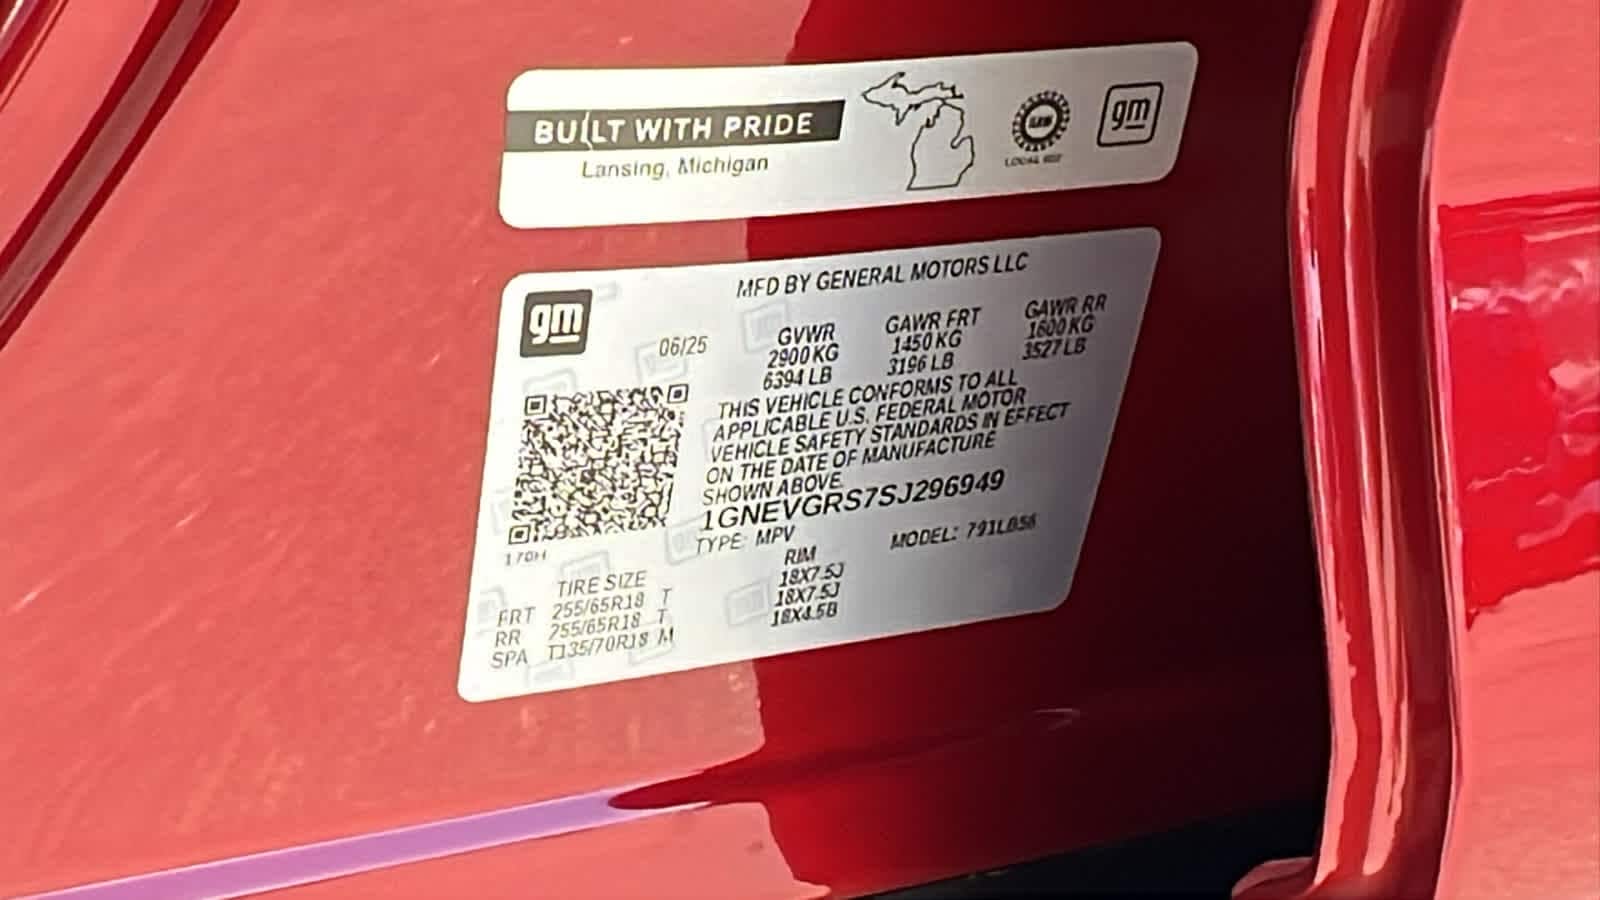 BUILT WITH PRIDE
Lansing, Michigan
gm
gm
MFD BY GENERAL MOTORS LLC
06/25
GVWR
2900 KG
6394 LB
GAWR FRT
1450 KG
3196 LB
GAWR RR
1600 KG
3527 LB
THIS VEHICLE CONFORMS TO ALL
APPLICABLE U.S. FEDERAL MOTOR
VEHICLE SAFETY STANDARDS IN EFFECT
ON THE DATE OF MANUFACTURE
SHOWN ABOVE.
1GNEVGRS7SJ296949
TYPE: MPV
MODEL:
170H
TIRE SIZE
RIM
FRT 255/65R18 T 18X7.5J
RR 255/65R18 T 18X7.5J
SPA T135/70R18 M 18X4.5B